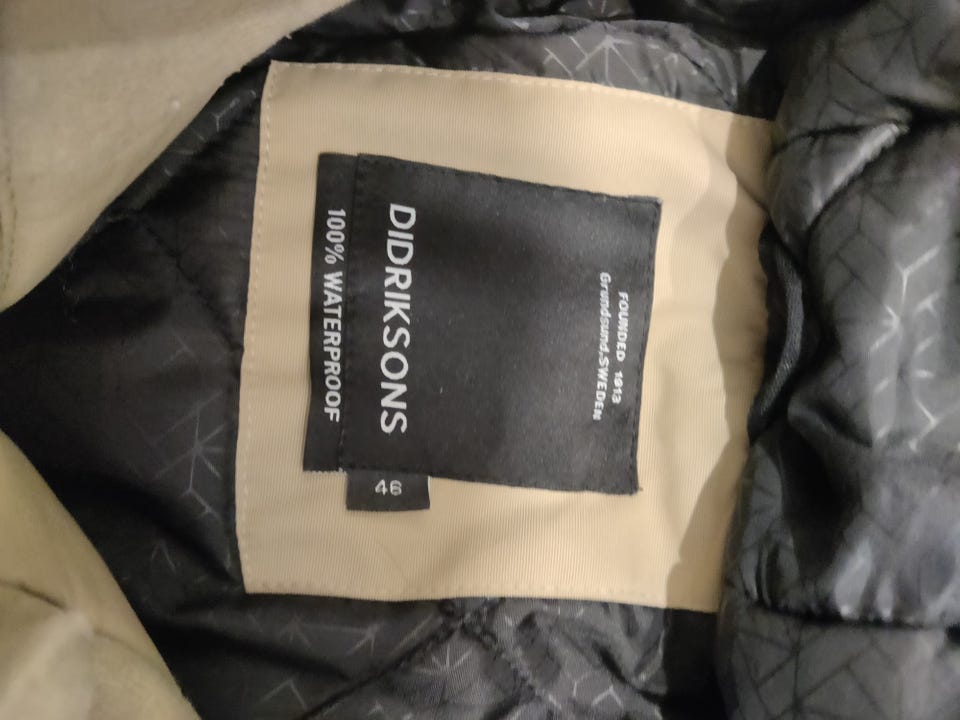 FOUNDED 1913
Grundsund.SWEDEN
DIDRIKSONS
100% WATERPROOF
46